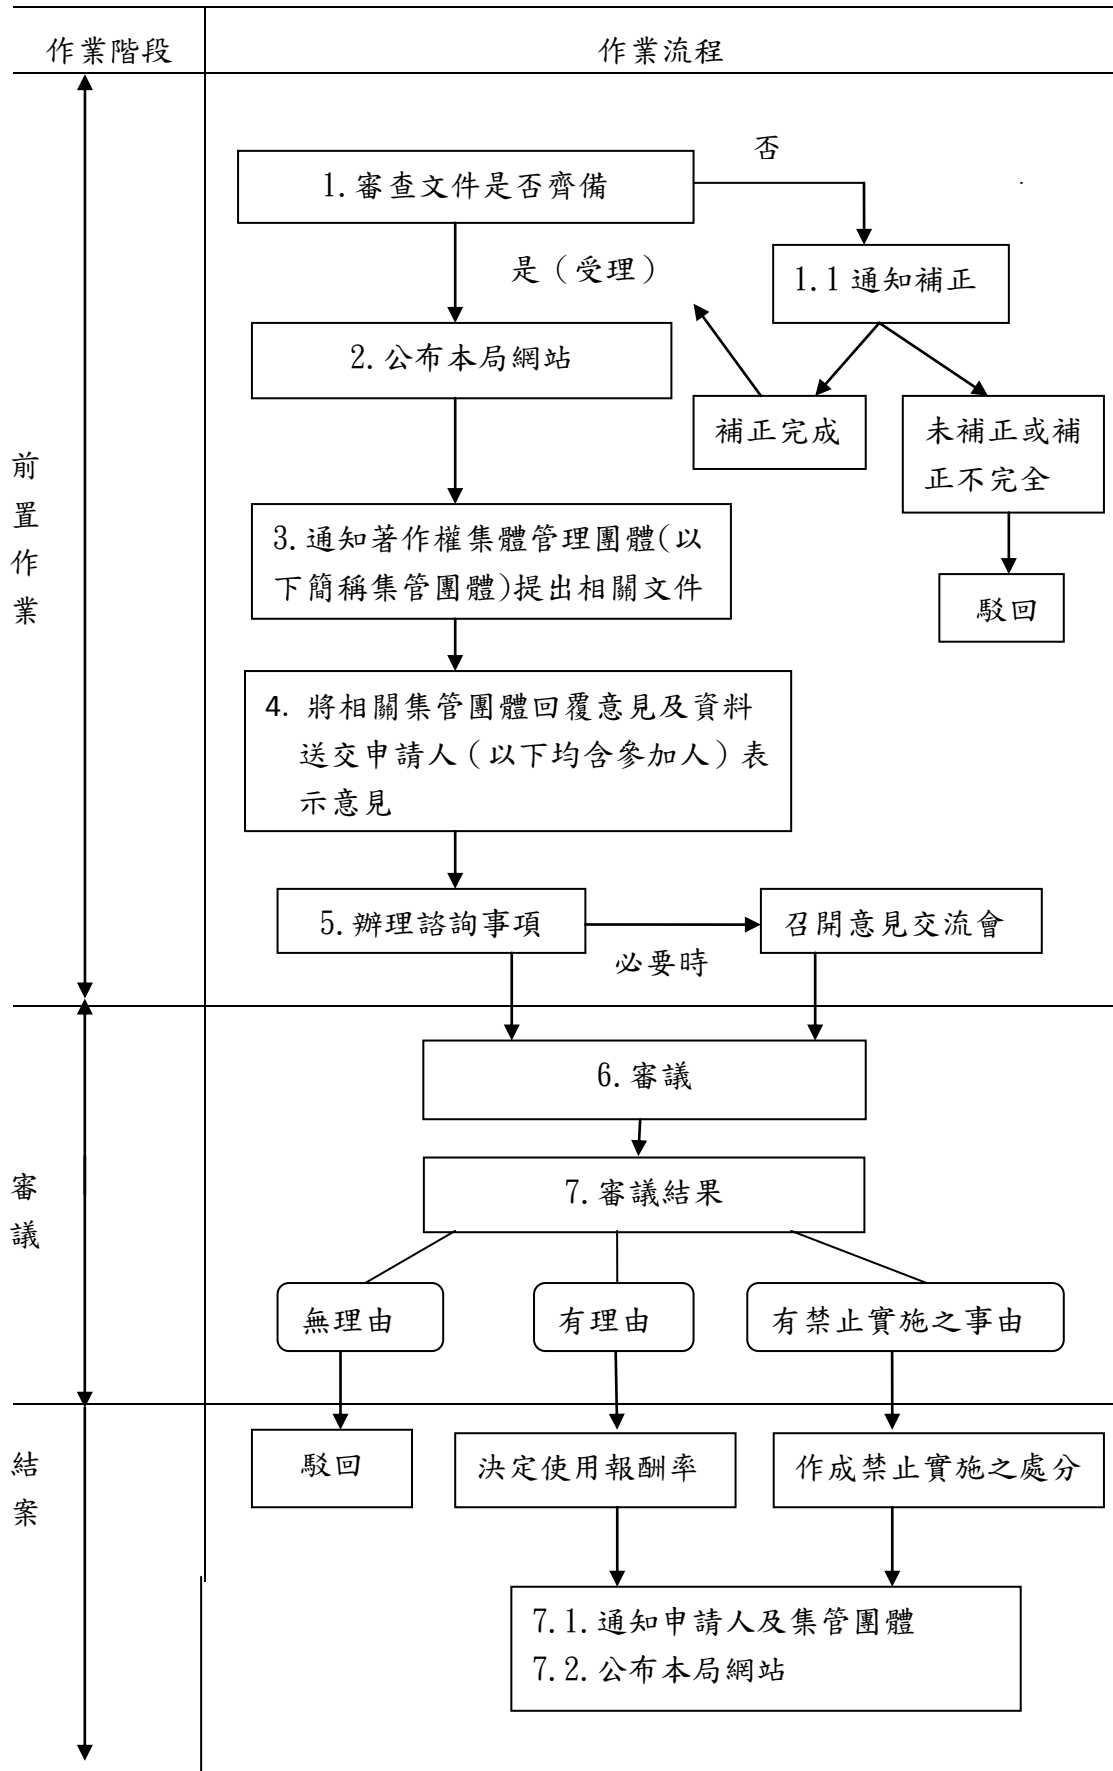 作業階段
作業流程
否
1.審查文件是否齊備
是（受理）
1.1 通知補正
2.公布本局網站
補正完成
未補正或補
正不完全
前
置
作
業
3.通知著作權集體管理團體(以
下簡稱集管團體)提出相關文件
駁回
4. 將相關集管團體回覆意見及資料
送交申請人（以下均含參加人）表
示意見
5.辦理諮詢事項
必要時
召開意見交流會
6.審議
審
議
7.審議結果
無理由
有理由
有禁止實施之事由
結
案
駁回
決定使用報酬率
作成禁止實施之處分
7.1.通知申請人及集管團體
7.2.公布本局網站